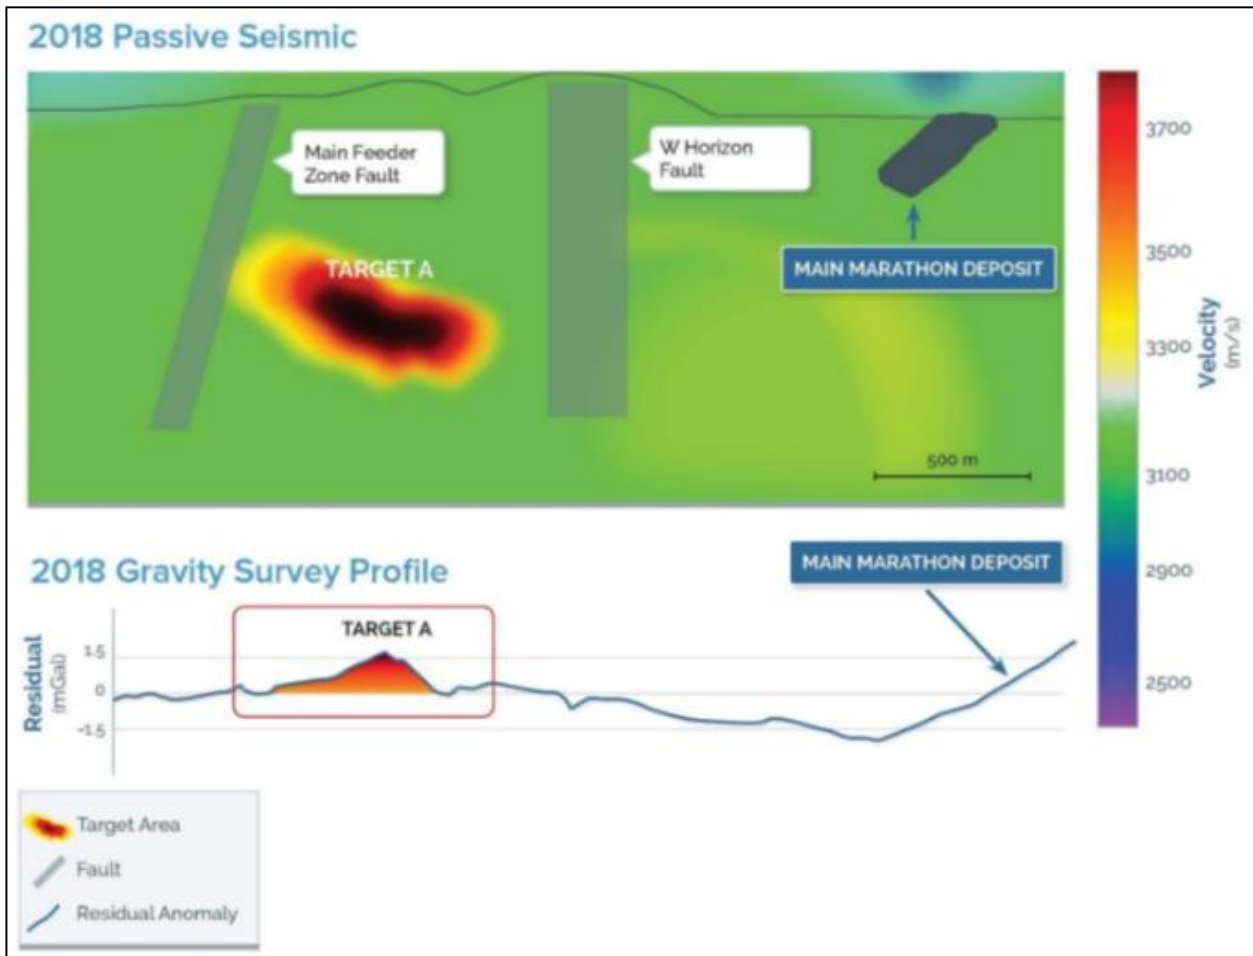 2018 Passive Seismic
Main Feeder
Zone Fault
W Horizon
Fault
TARGET A
MAIN MARATHON DEPOSIT
500 m
3700
3500
3300
3100
2900
2500
Velocity
(m/s)
2018 Gravity Survey Profile
MAIN MARATHON DEPOSIT
TARGET A
Residual
(mGal)
1.5
0
-1.5
Target Area
Fault
Residual Anomaly